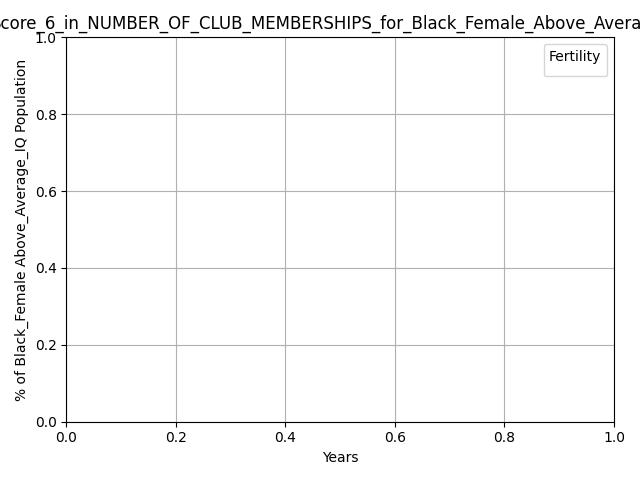 core_6_in_NUMBER_OF_CLUB_MEMBERSHIPS_for_Black_Female_Above_Avera
Fertility
% of Black_Female Above_Average_IQ Population
1.0
0.8
0.6
0.4
0.2
0.0
0.0 0.2 0.4 0.6 0.8 1.0
Years